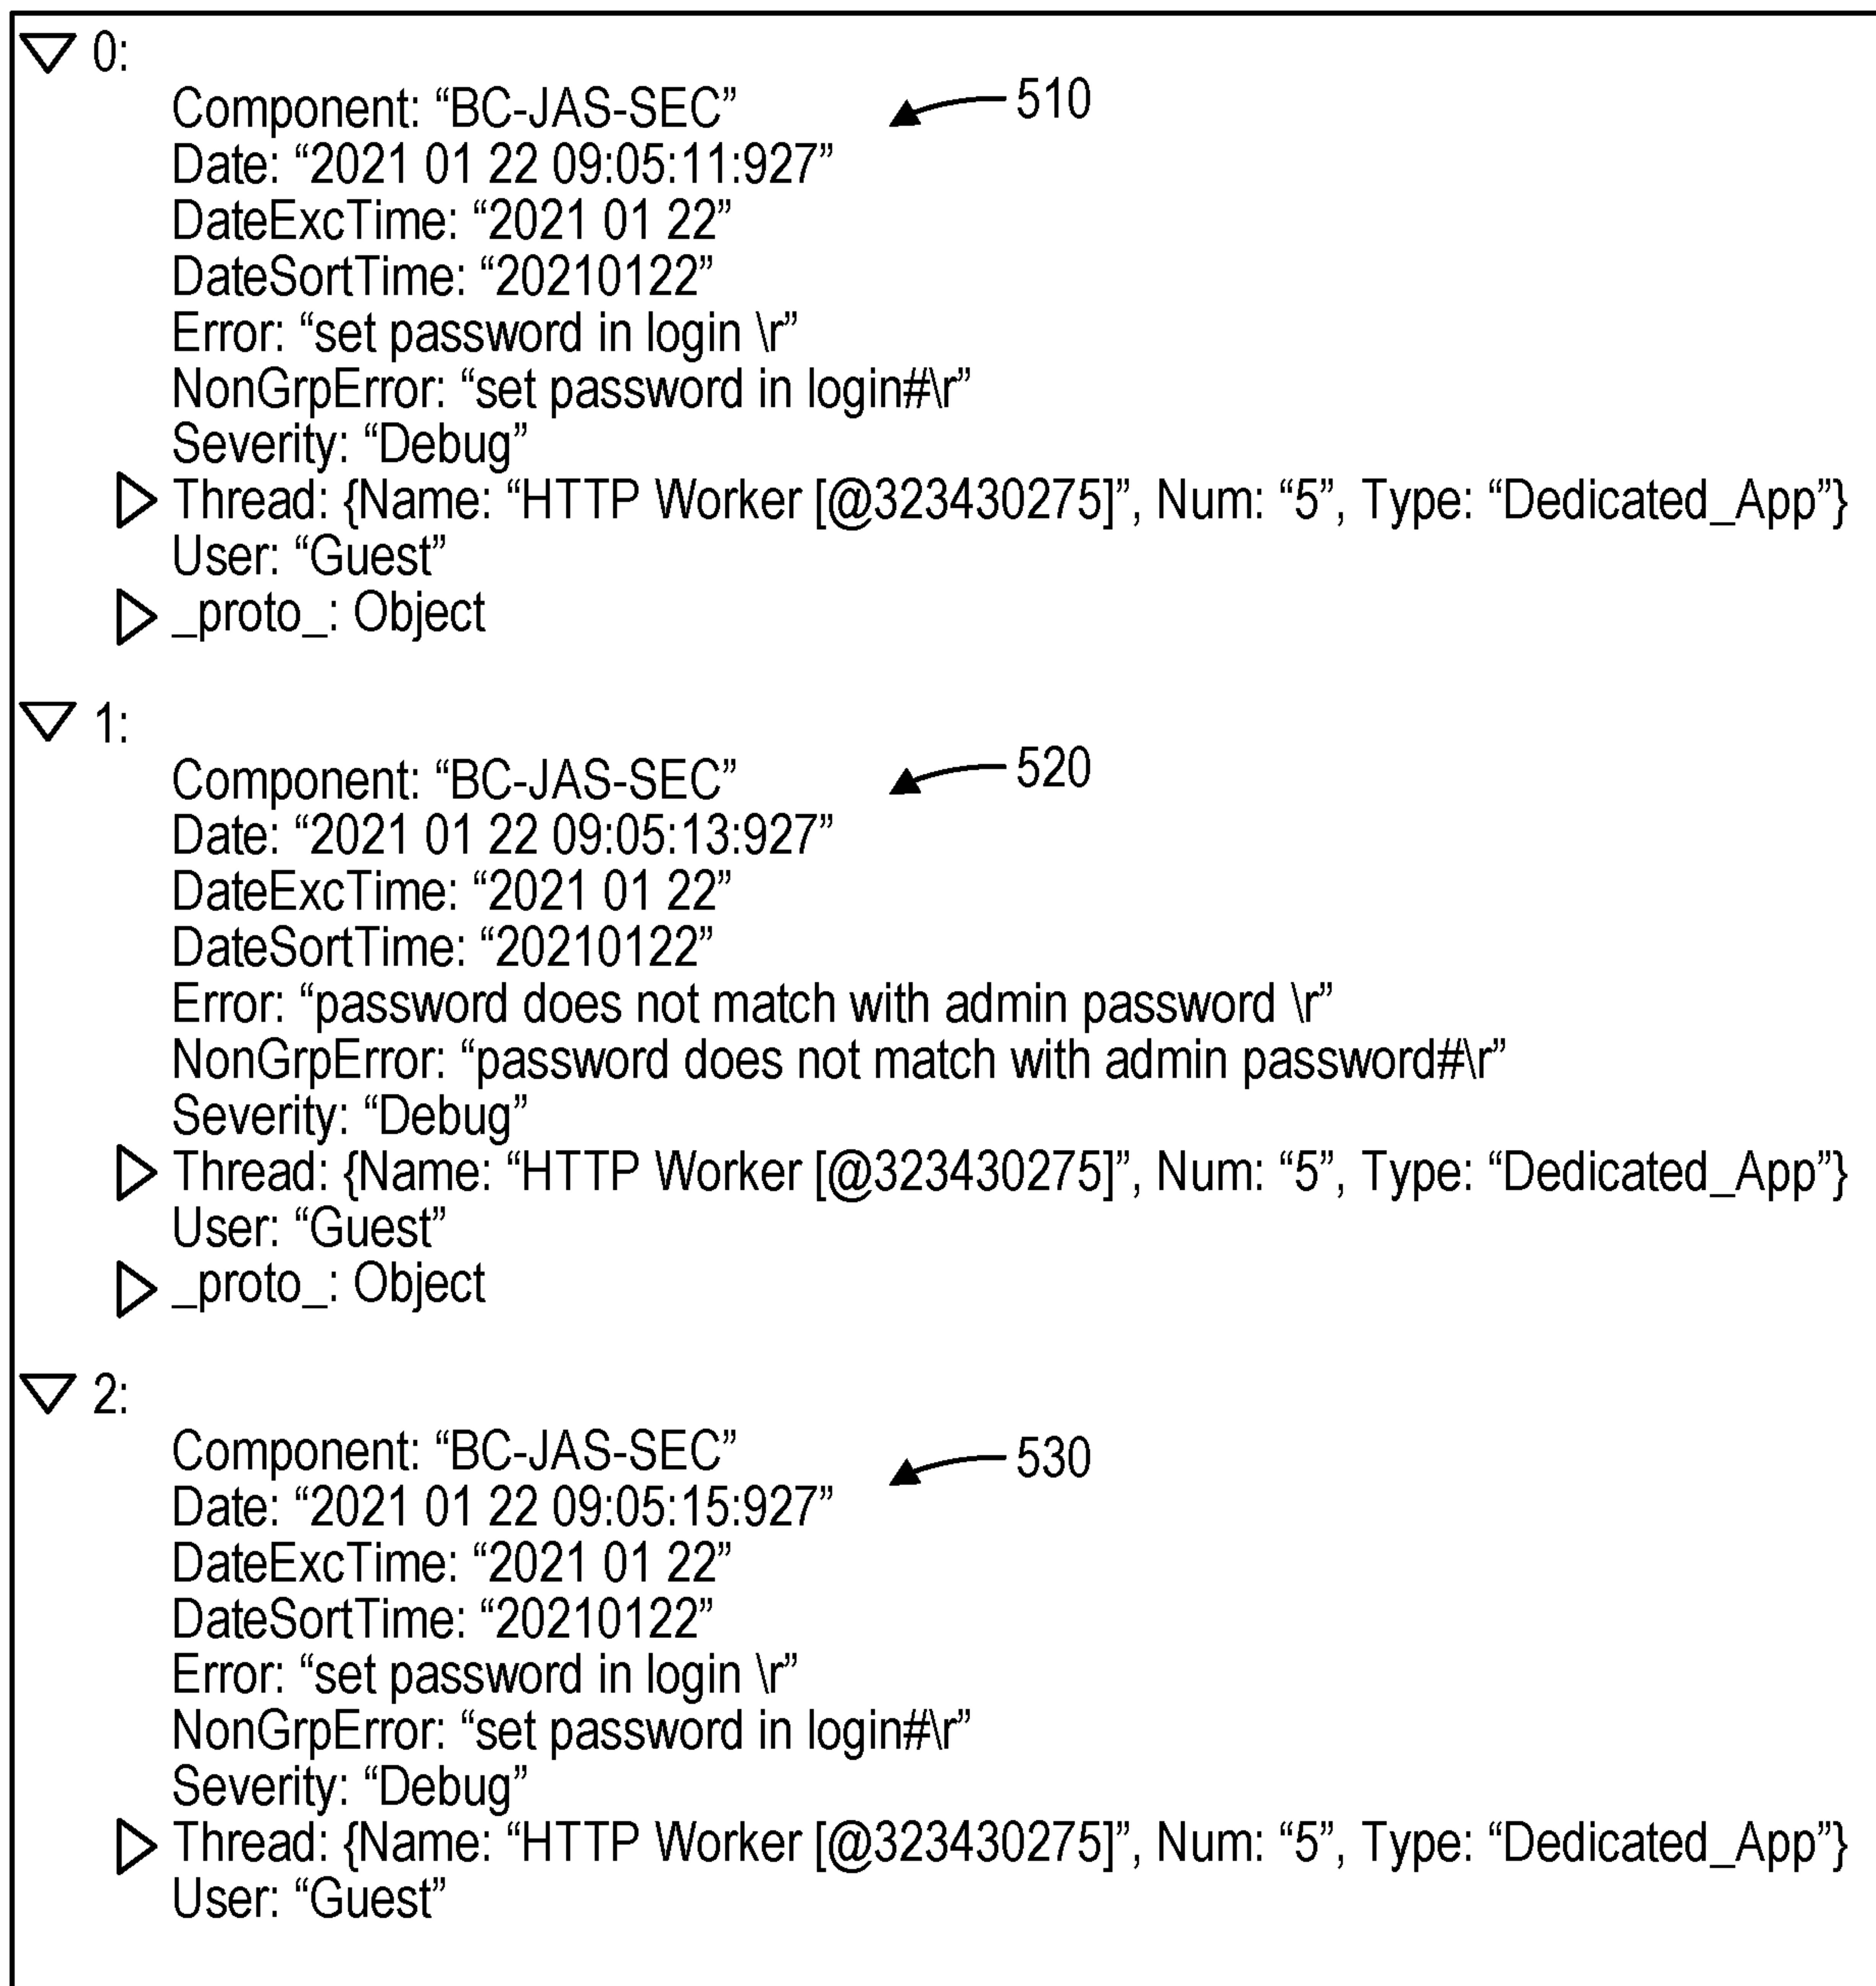 0:
Component: “BC-JAS-SEC”
510
Date: “2021 01 22 09:05:11:927”
DateExcTime: “2021 01 22”
DateSortTime: “20210122”
Error: “set password in login \r”
NonGrpError: “set password in login#\r”
Severity: “Debug”
Thread: {Name: “HTTP Worker [@323430275]”, Num: “5”, Type: “Dedicated_App”}
User: “Guest”
_proto_: Object
1:
Component: “BC-JAS-SEC”
520
Date: “2021 01 22 09:05:13:927”
DateExcTime: “2021 01 22”
DateSortTime: “20210122”
Error: “password does not match with admin password \r”
NonGrpError: “password does not match with admin password#\r”
Severity: “Debug”
Thread: {Name: “HTTP Worker [@323430275]”, Num: “5”, Type: “Dedicated_App”}
User: “Guest”
_proto_: Object
2:
Component: “BC-JAS-SEC”
530
Date: “2021 01 22 09:05:15:927”
DateExcTime: “2021 01 22”
DateSortTime: “20210122”
Error: “set password in login \r”
NonGrpError: “set password in login#\r”
Severity: “Debug”
Thread: {Name: “HTTP Worker [@323430275]”, Num: “5”, Type: “Dedicated_App”}
User: “Guest”